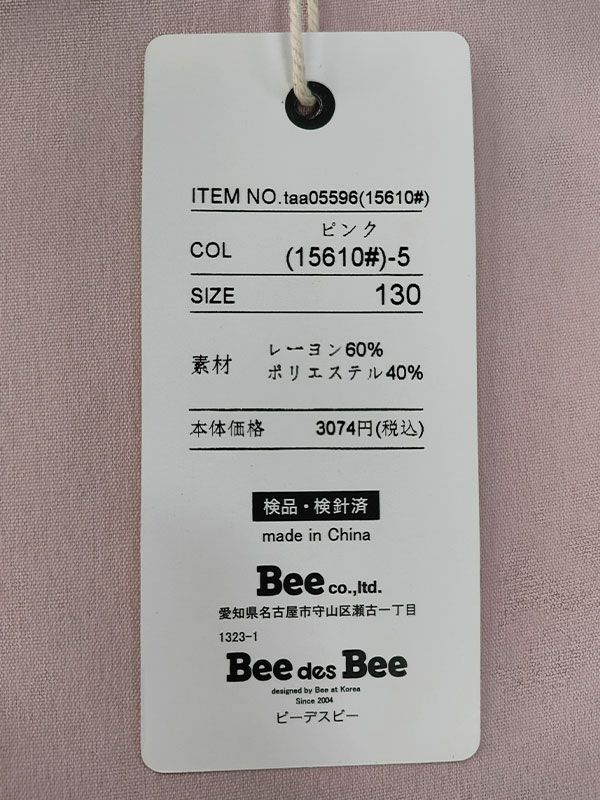 ITEM NO.taa05596(15610#)
ピンク
COL (15610#)-5
SIZE 130
レーヨン60%
素材
ポリエステル40%
本体価格 3074円(税込)
検品・検針済
made in China
Bee co.,ltd.
愛知県名古屋市守山区瀬古一丁目
1323-1
Bee des Bee
designed by Bee at Korea
Since 2004
ビーデスビー